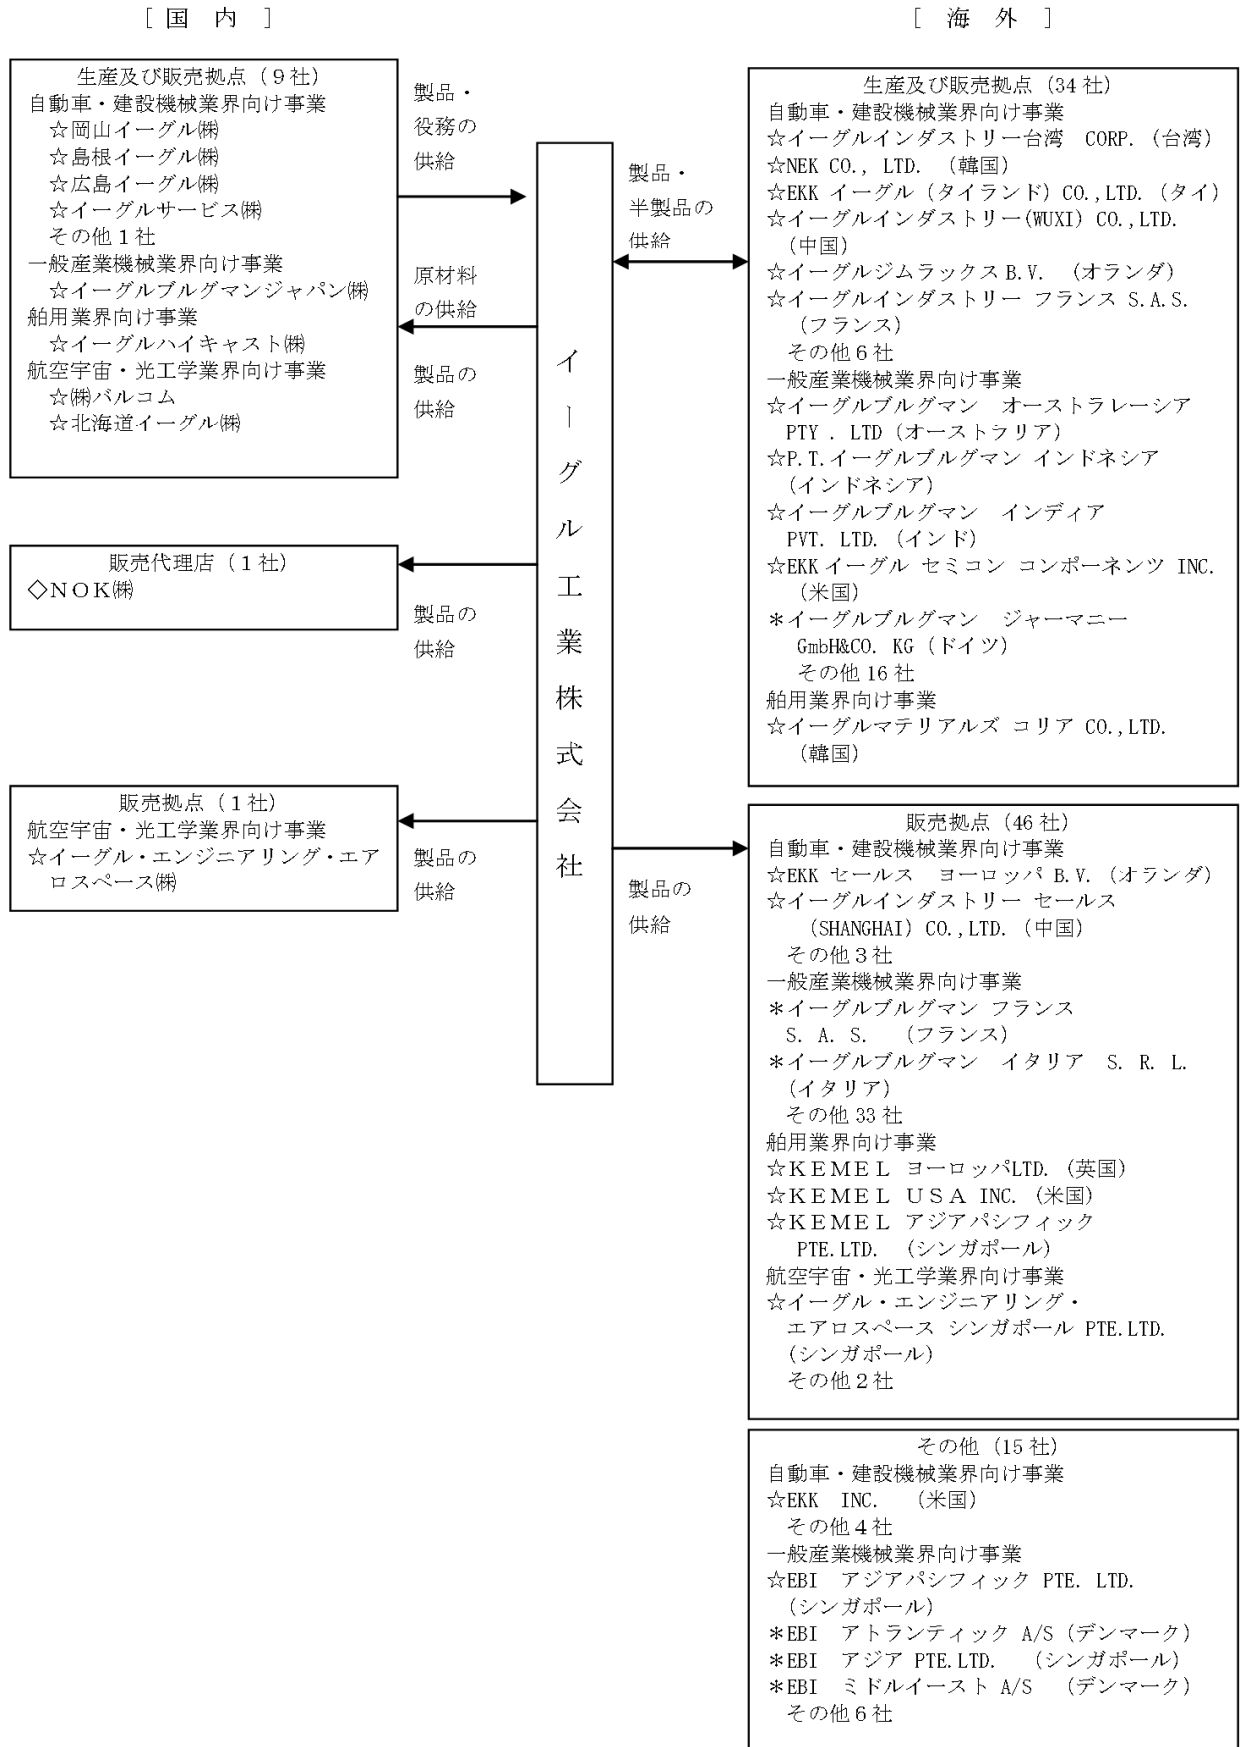 ［国　内　］
生産及び販売拠点（９社）
自動車・建設機械業界向け事業
☆岡山イーグル㈱
☆島根イーグル㈱
☆広島イーグル㈱
☆イーグルサービス㈱
その他１社
一般産業機械業界向け事業
☆イーグルブルグマンジャパン㈱
舶用業界向け事業
☆イーグルハイキャスト㈱
航空宇宙・光工学業界向け事業
☆㈱バルコム
☆北海道イーグル㈱
販売代理店（１社）
◇ＮＯＫ㈱
販売拠点（１社）
航空宇宙・光工学業界向け事業
☆イーグル・エンジニアリング・エア
ロスペース㈱
製品・
役務の
供給
原材料
の供給
製品の
供給
製品の
供給
製品の
供給
イーグル工業株式会社
製品・
半製品の
供給
製品の
供給
［　海　外　］
生産及び販売拠点（34 社）
自動車・建設機械業界向け事業
☆イーグルインダストリー台湾　CORP.（台湾）
☆NEK CO., LTD. （韓国）
☆EKK イーグル（タイランド）CO.,LTD.（タイ）
☆イーグルインダストリー(WUXI) CO.,LTD.
（中国）
☆イーグルジムラックス B.V. （オランダ）
☆イーグルインダストリー フランス S.A.S.
（フランス）
その他６社
一般産業機械業界向け事業
☆イーグルブルグマン　オーストラレーシア
PTY . LTD（オーストラリア）
☆P.T.イーグルブルグマン インドネシア
（インドネシア）
☆イーグルブルグマン　インディア
PVT. LTD.（インド）
☆EKK イーグル セミコン コンポーネンツ INC.
（米国）
＊イーグルブルグマン　ジャーマニー
GmbH&CO. KG（ドイツ）
その他 16 社
舶用業界向け事業
☆イーグルマテリアルズ コリア CO.,LTD.
（韓国）
販売拠点（46 社）
自動車・建設機械業界向け事業
☆EKK セールス　ヨーロッパ B.V.（オランダ）
☆イーグルインダストリー セールス
（SHANGHAI）CO.,LTD.（中国）
その他３社
一般産業機械業界向け事業
＊イーグルブルグマン フランス
S. A. S.　（フランス）
＊イーグルブルグマン　イタリア　S. R. L.
（イタリア）
その他 33 社
舶用業界向け事業
☆ＫＥＭＥＬ ヨーロッパLTD.（英国）
☆ＫＥＭＥＬ ＵＳＡ INC.（米国）
☆ＫＥＭＥＬ アジアパシフィック
PTE.LTD. （シンガポール）
航空宇宙・光工学業界向け事業
☆イーグル・エンジニアリング・
エアロスペース シンガポール PTE.LTD.
（シンガポール）
その他２社
その他（15 社）
自動車・建設機械業界向け事業
☆EKK　INC.　（米国）
その他４社
一般産業機械業界向け事業
☆EBI　アジアパシフィック PTE. LTD.
（シンガポール）
＊EBI　アトランティック A/S（デンマーク）
＊EBI　アジア PTE.LTD.　（シンガポール）
＊EBI　ミドルイースト A/S　（デンマーク）
その他６社